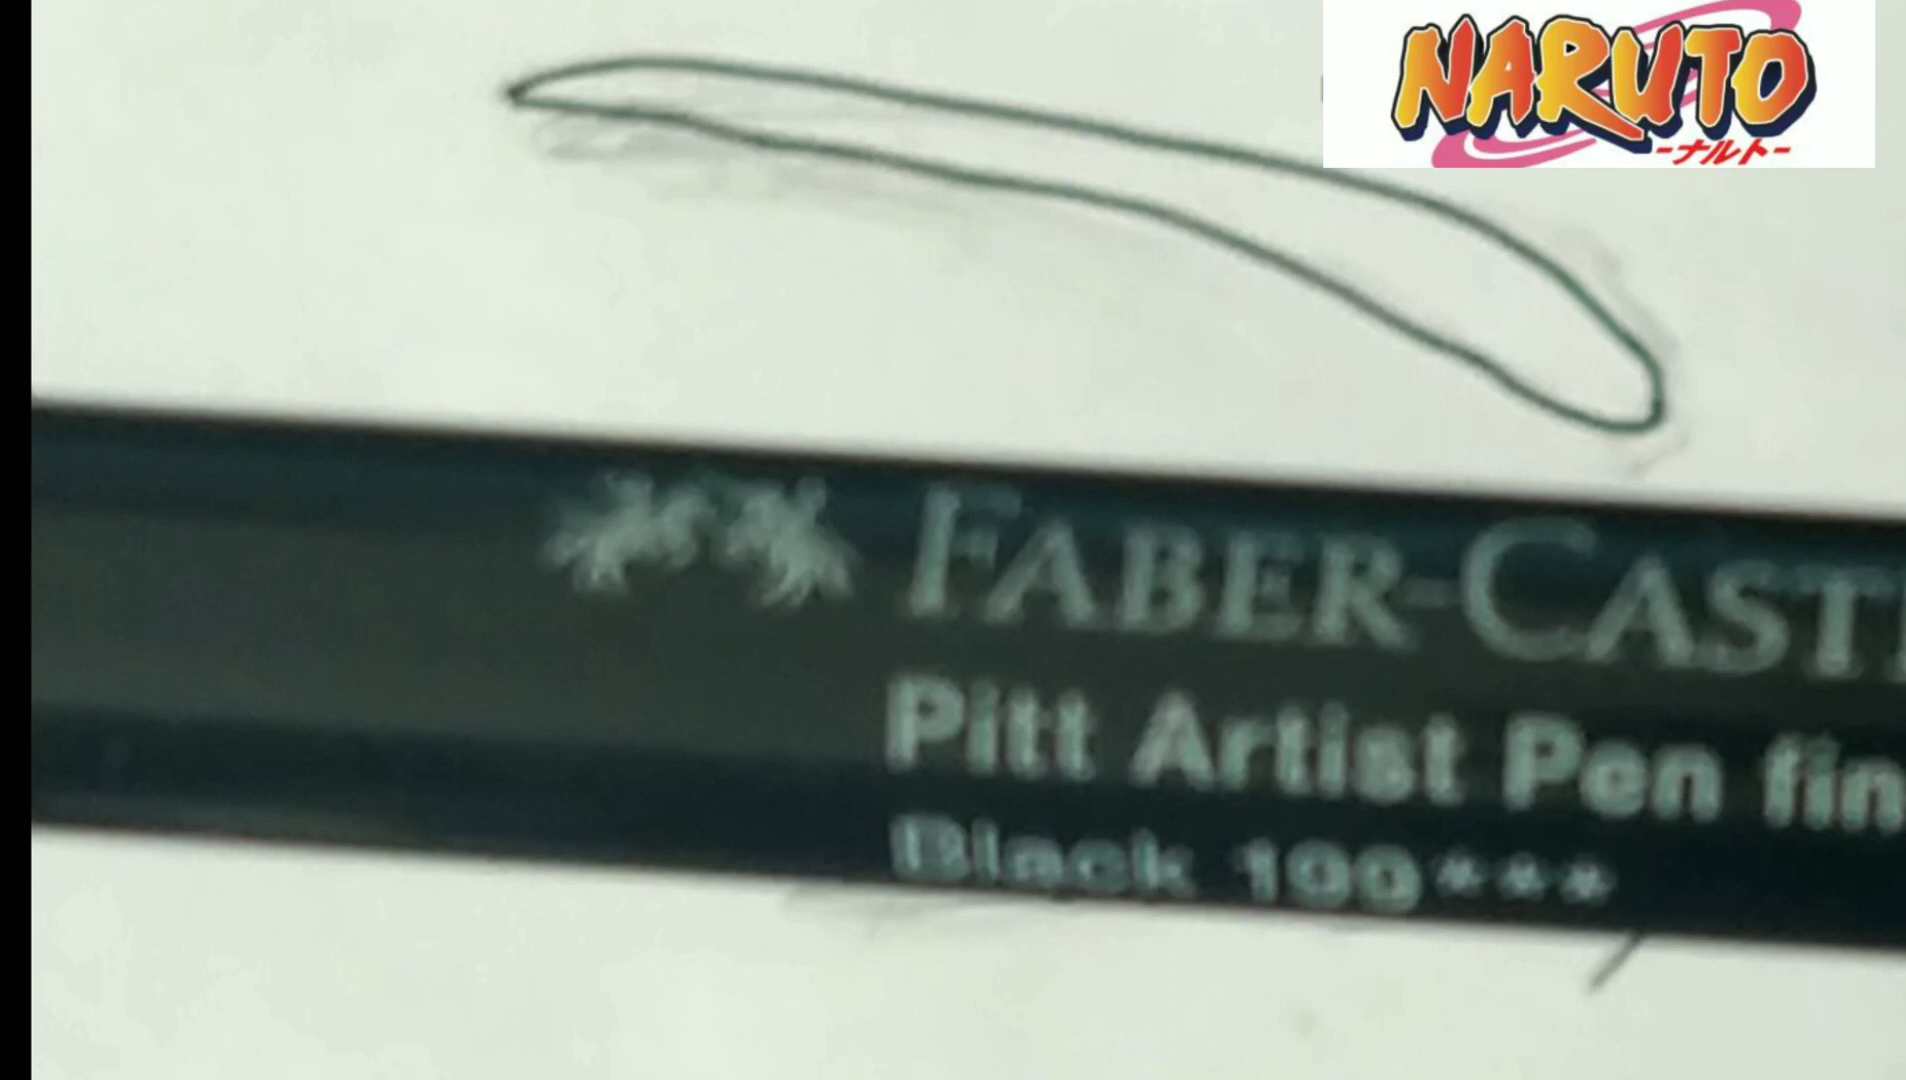 NARUTO
-ナルト-
FABER-CAST
Pitt Artist Pen fin
Black 199***